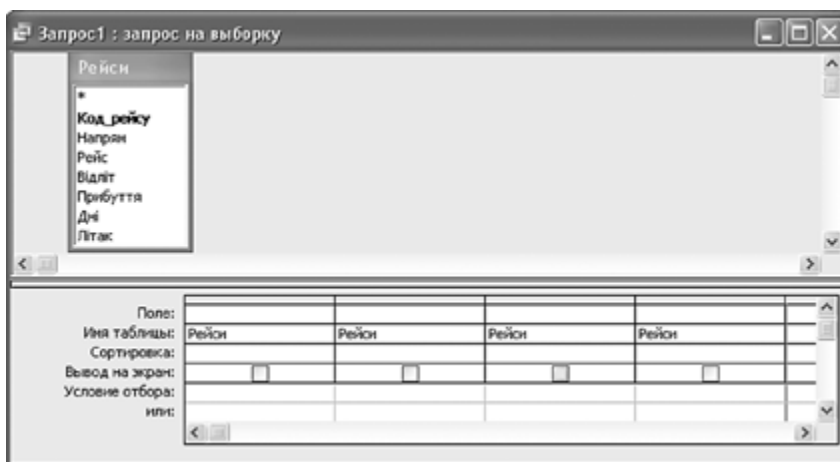 Запрос1 : запрос на выборку
Рейси
*
Код_рейсу
Напрям
Рейс
Відліт
Прибуття
Дні
Літак
Поле:
Имя таблицы: Рейси Рейси Рейси Рейси
Сортировка:
Вывод на экран:
Условие отбора:
или: